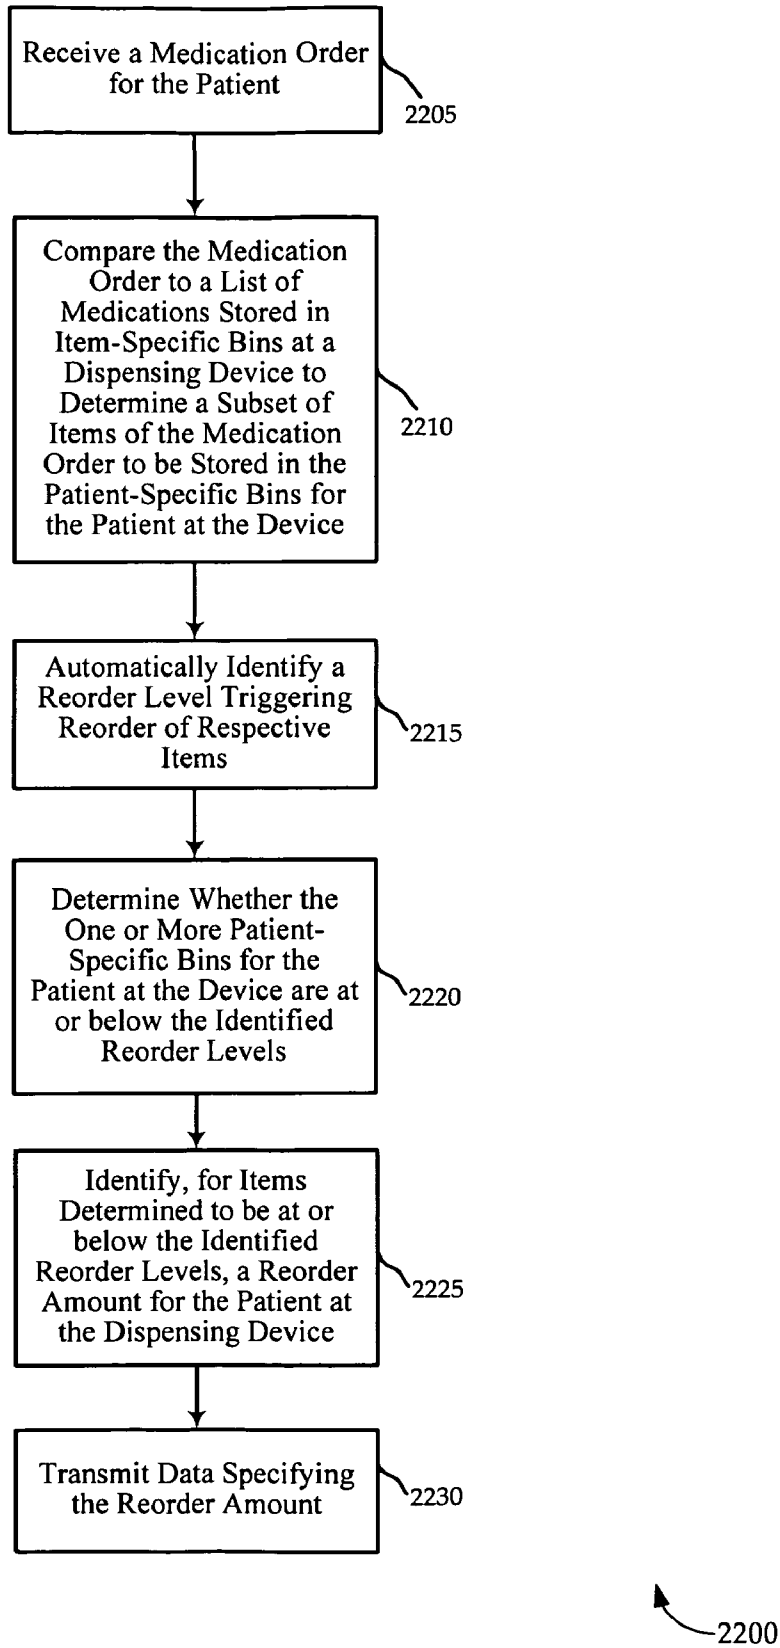 Receive a Medication Order
for the Patient
2205
Compare the Medication
Order to a List of
Medications Stored in
Item-Specific Bins at a
Dispensing Device to
Determine a Subset of
Items of the Medication
Order to be Stored in the
Patient-Specific Bins for
the Patient at the Device
2210
Automatically Identify a
Reorder Level Triggering
Reorder of Respective
Items
2215
Determine Whether the
One or More Patient-
Specific Bins for the
Patient at the Device are at
or below the Identified
Reorder Levels
2220
Identify, for Items
Determined to be at or
below the Identified
Reorder Levels, a Reorder
Amount for the Patient at
the Dispensing Device
2225
Transmit Data Specifying
the Reorder Amount
2230
2200